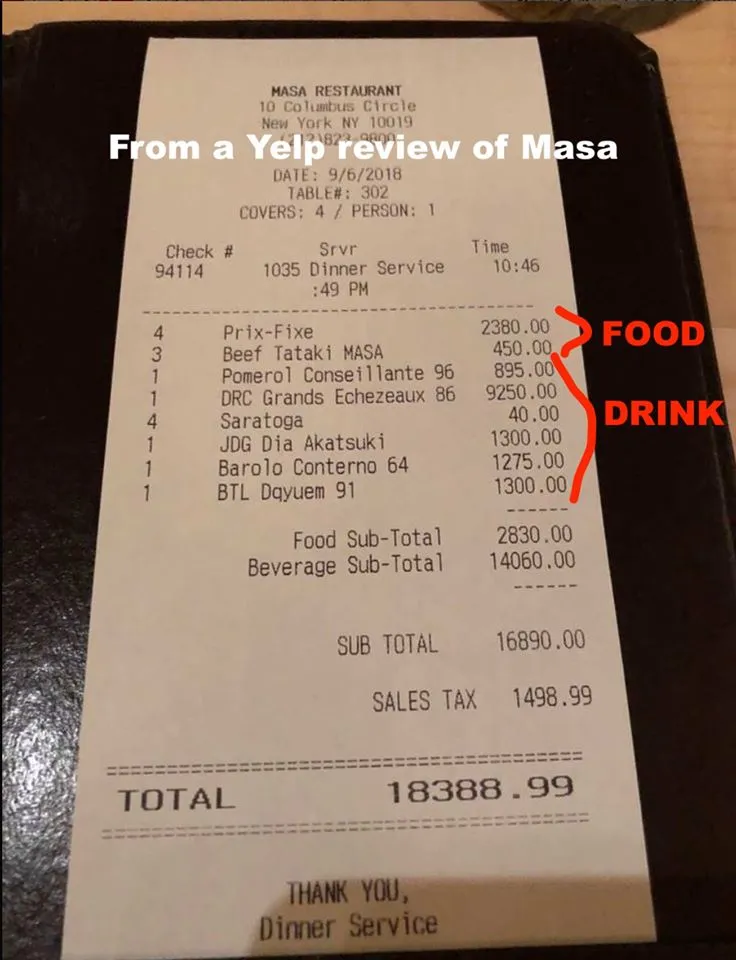 MASA RESTAURANT
10 Columbus Circle
New York NY 10019
(212)823-9800
From a Yelp review of Masa
DATE: 9/6/2018
TABLE#: 302
COVERS: 4 / PERSON: 1
Check # Srvr Time
94114 1035 Dinner Service 10:46
:49 PM
4 Prix-Fixe 2380.00
3 Beef Tataki MASA 450.00
FOOD
1 Pomerol Conseillante 96 895.00
1 DRC Grands Echezeaux 86 9250.00
4 Saratoga 40.00
DRINK
1 JDG Dia Akatsuki 1300.00
1 Barolo Conterno 64 1275.00
1 BTL Dqyuem 91 1300.00
Food Sub-Total 2830.00
Beverage Sub-Total 14060.00
SUB TOTAL 16890.00
SALES TAX 1498.99
TOTAL 18388.99
THANK YOU,
Dinner Service